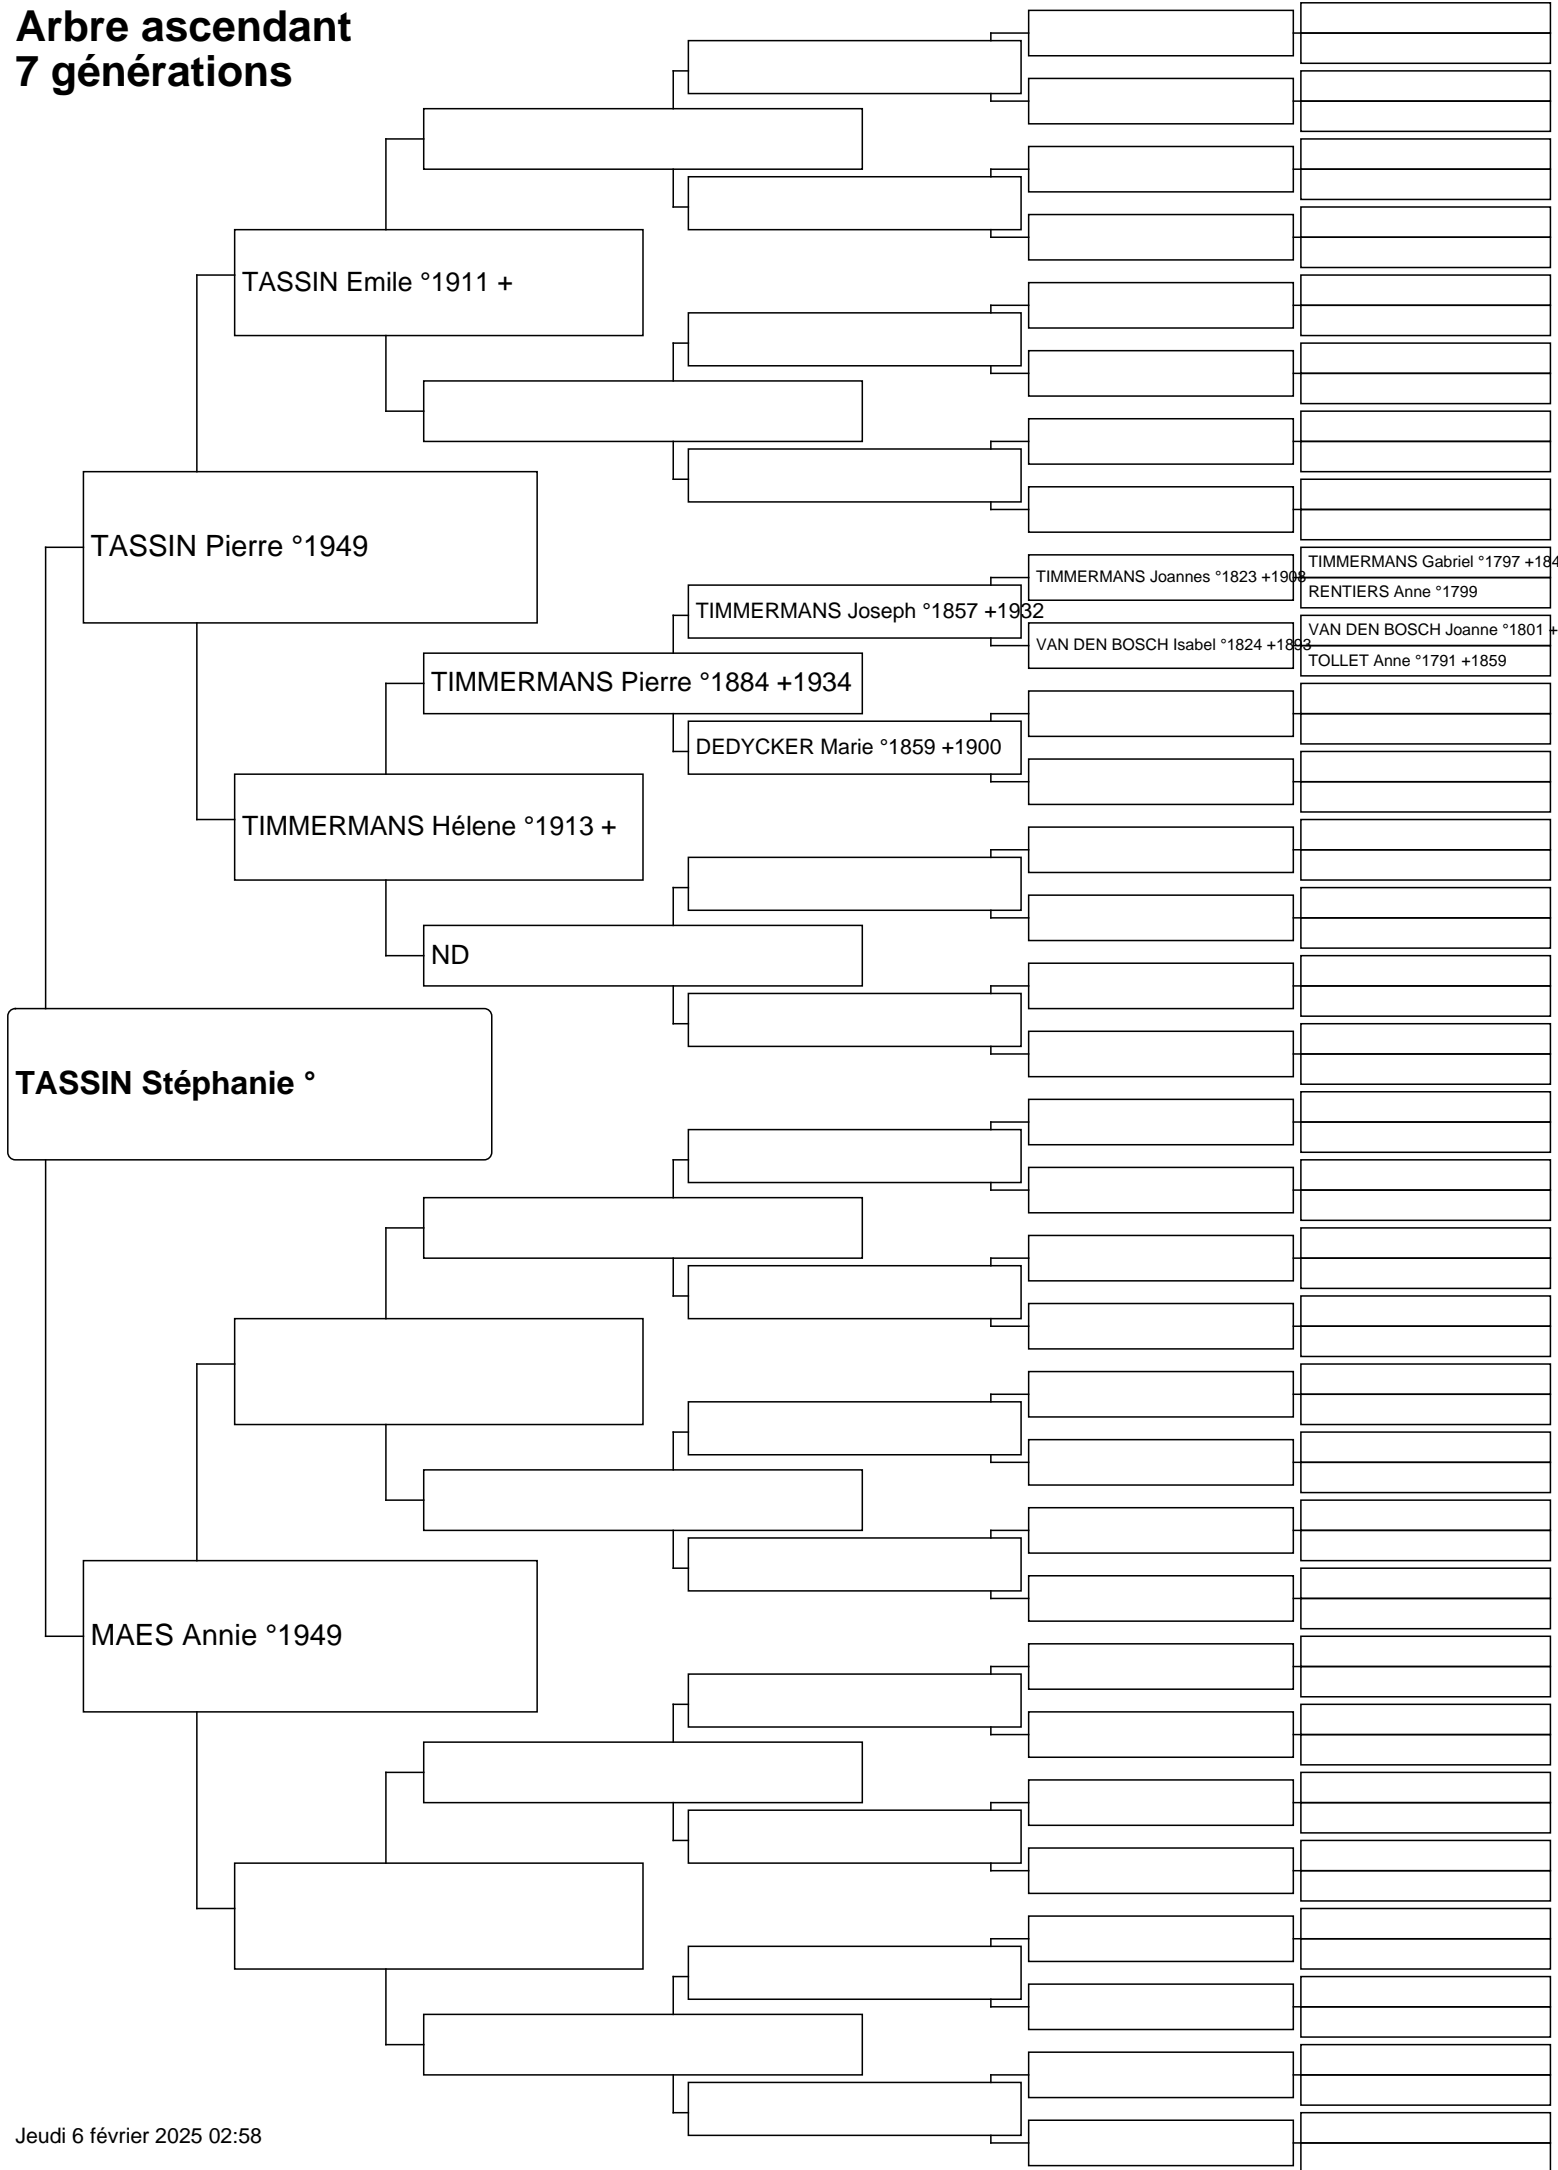 Arbre ascendant
7 générations
TASSIN Emile °1911 +
TASSIN Pierre °1949
TIMMERMANS Gabriel °1797 +184
TIMMERMANS Joannes °1823 +1908
RENTIERS Anne °1799
TIMMERMANS Joseph °1857 +1932
VAN DEN BOSCH Joanne °1801 +
VAN DEN BOSCH Isabel °1824 +1893
TOLLET Anne °1791 +1859
TIMMERMANS Pierre °1884 +1934
DEDYCKER Marie °1859 +1900
TIMMERMANS Hélene °1913 +
ND
TASSIN Stéphanie °
MAES Annie °1949
Jeudi 6 février 2025 02:58